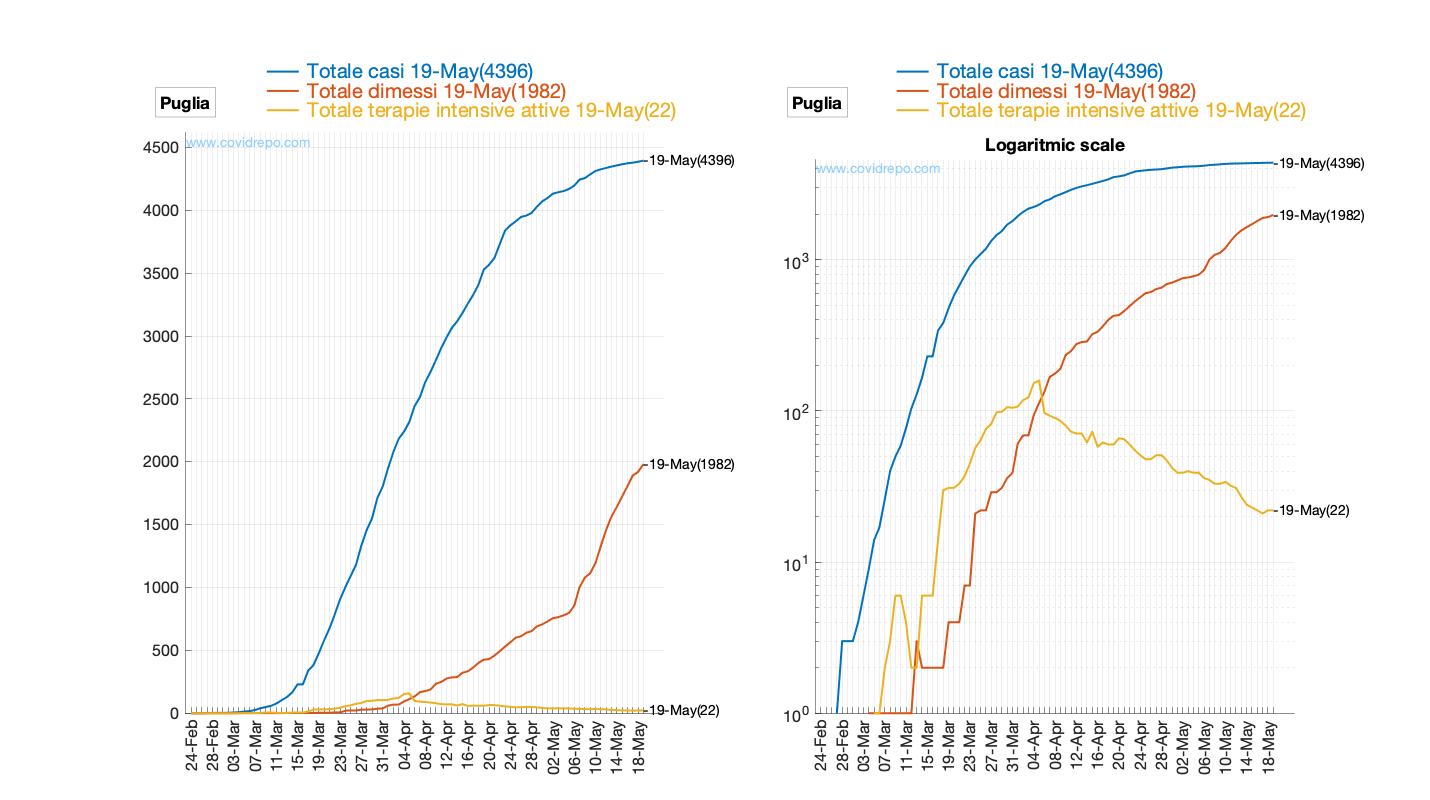 Totale casi 19-May(4396)
Totale dimessi 19-May(1982)
Totale terapie intensive attive 19-May(22)
Puglia
www.covidrepo.com
4500
4000
3500
3000
2500
2000
1500
1000
500
0
19-May(4396)
19-May(1982)
19-May(22)
24-Feb
28-Feb
03-Mar
07-Mar
11-Mar
15-Mar
19-Mar
23-Mar
27-Mar
31-Mar
04-Apr
08-Apr
12-Apr
16-Apr
20-Apr
24-Apr
28-Apr
02-May
06-May
10-May
14-May
18-May
Totale casi 19-May(4396)
Totale dimessi 19-May(1982)
Totale terapie intensive attive 19-May(22)
Puglia
Logaritmic scale
www.covidrepo.com
10³
10²
10¹
10⁰
19-May(4396)
19-May(1982)
19-May(22)
24-Feb
28-Feb
03-Mar
07-Mar
11-Mar
15-Mar
19-Mar
23-Mar
27-Mar
31-Mar
04-Apr
08-Apr
12-Apr
16-Apr
20-Apr
24-Apr
28-Apr
02-May
06-May
10-May
14-May
18-May